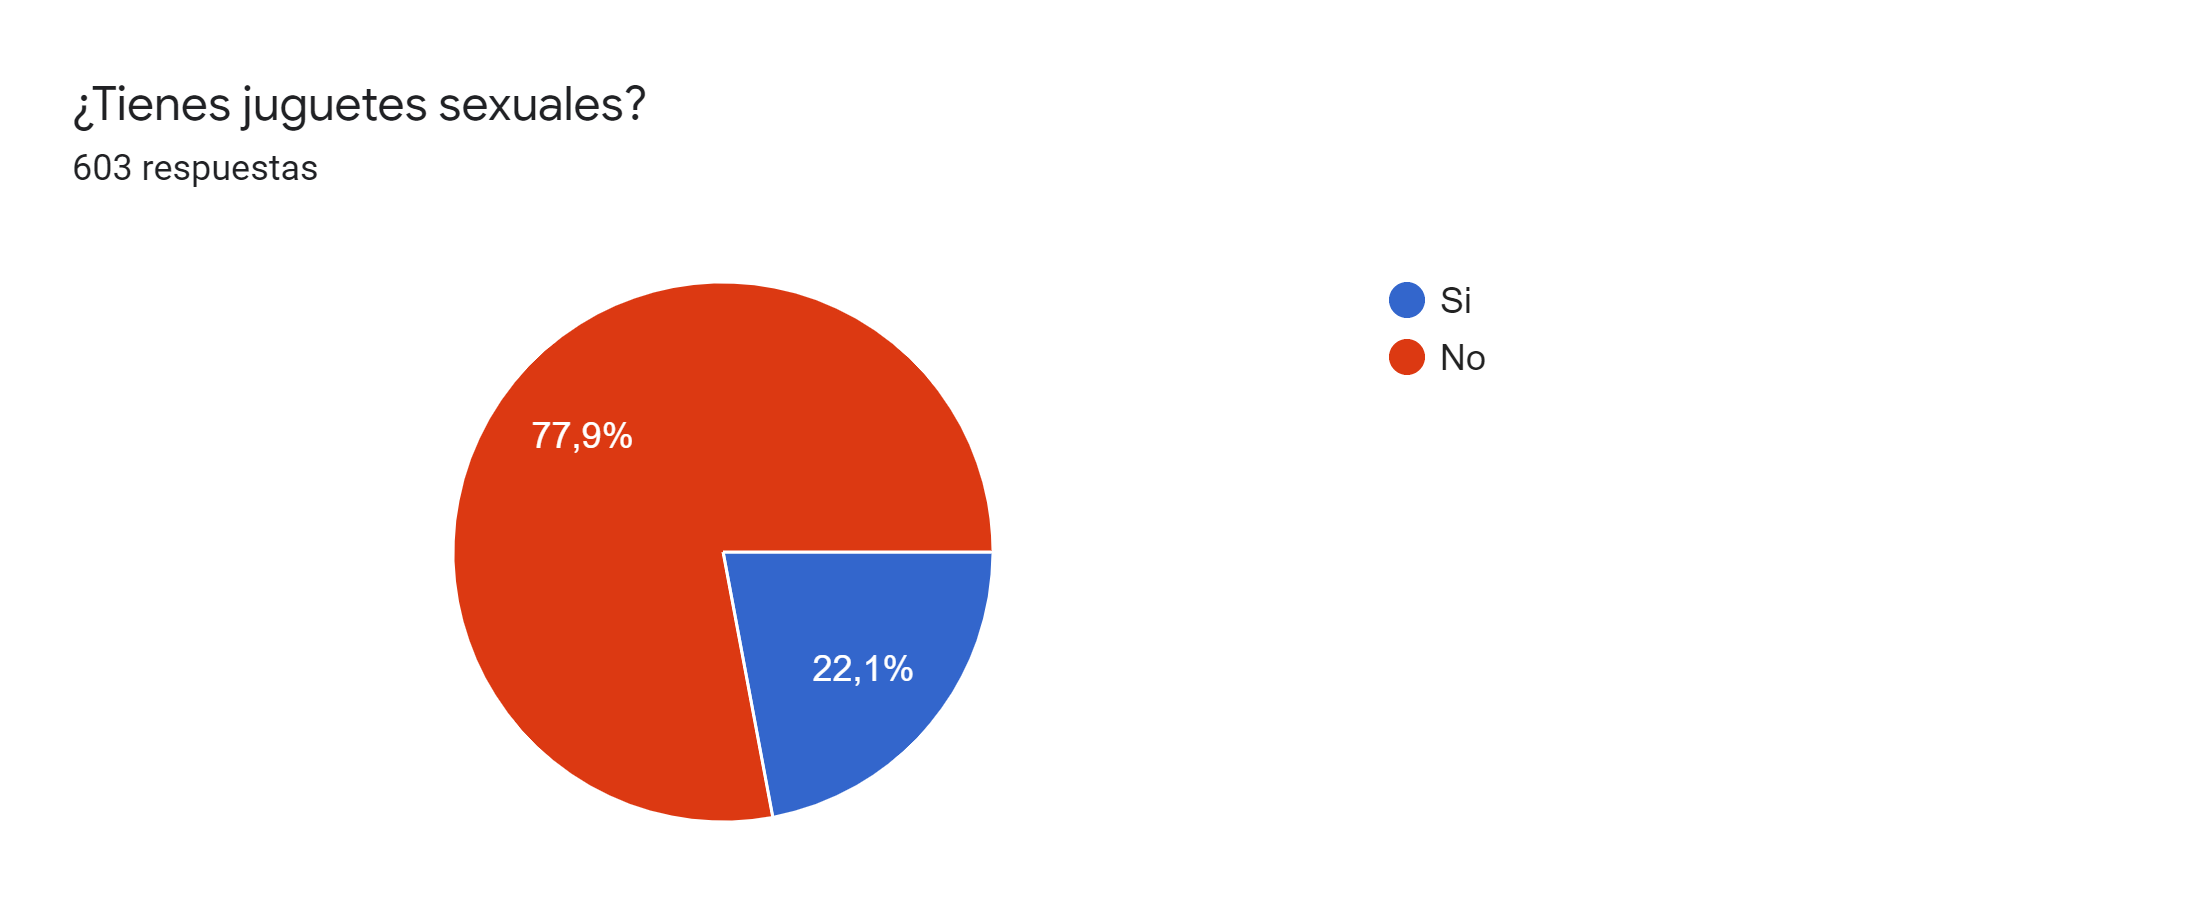 ¿Tienes juguetes sexuales?
603 respuestas
Si
No
77,9%
22,1%